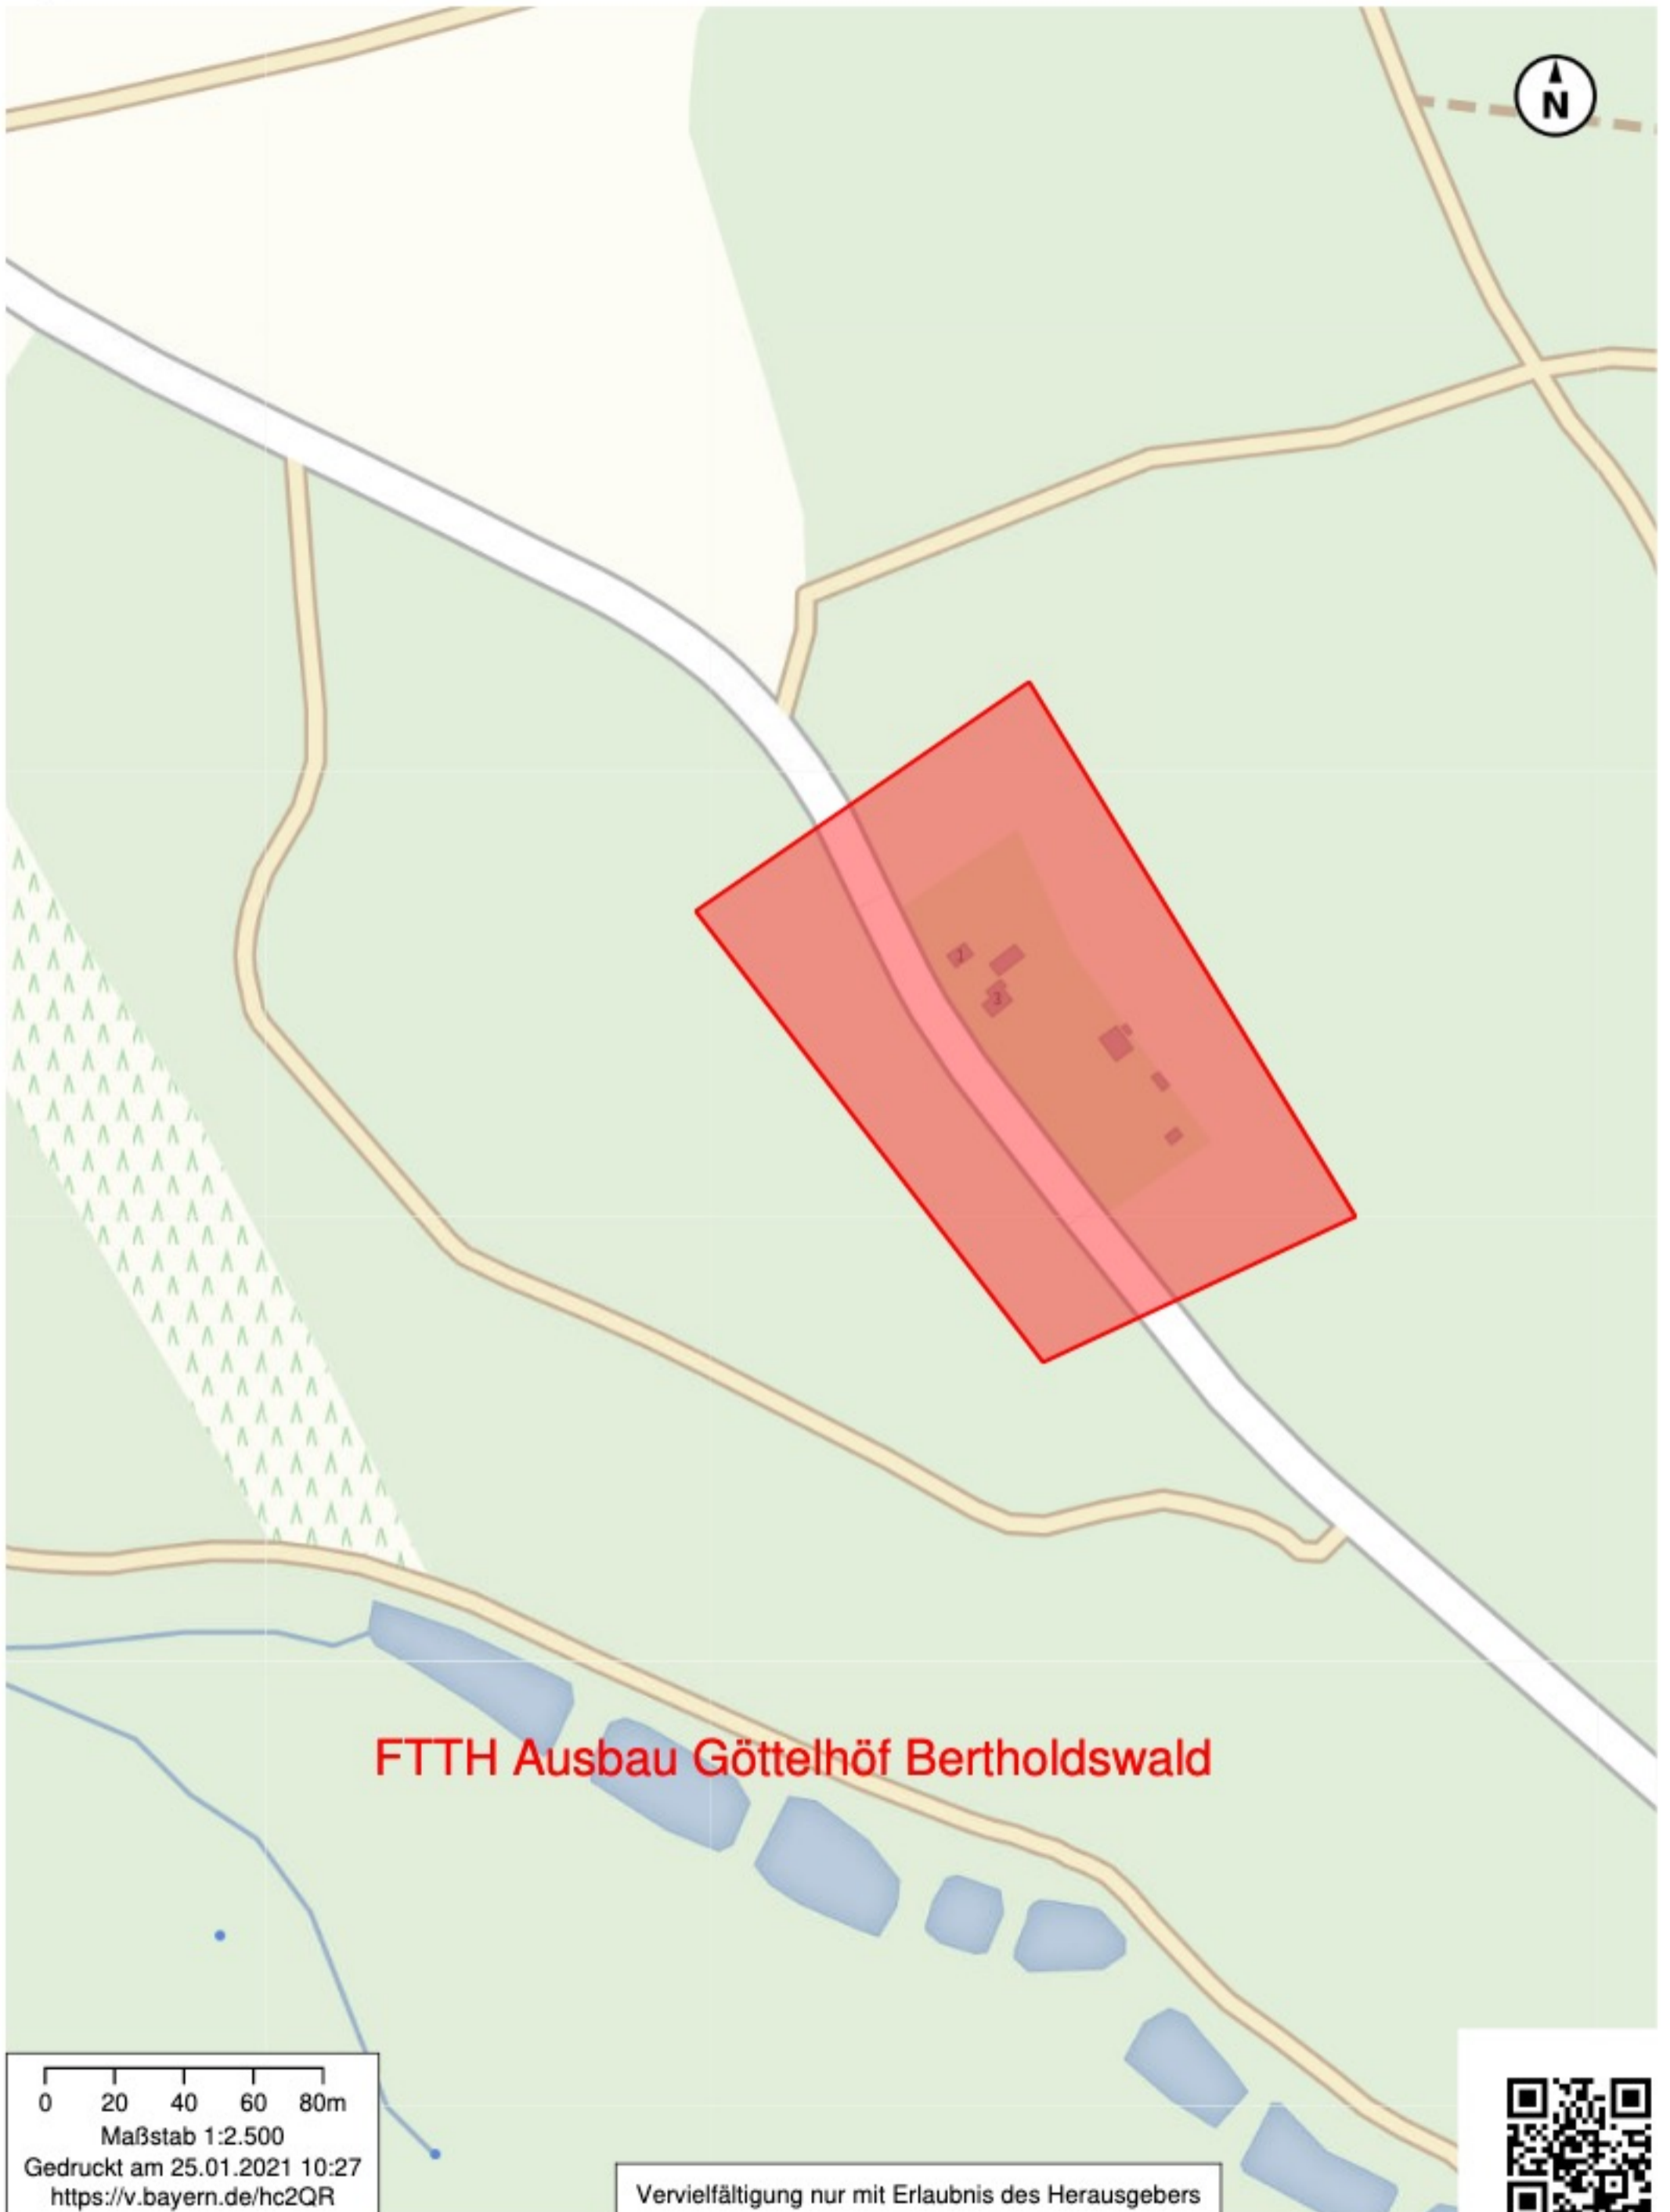 N
3
FTTH Ausbau Göttelhöf Bertholdswald
0 20 40 60 80m
Maßstab 1:2.500
Gedruckt am 25.01.2021 10:27
https://v.bayern.de/hc2QR
Vervielfältigung nur mit Erlaubnis des Herausgebers